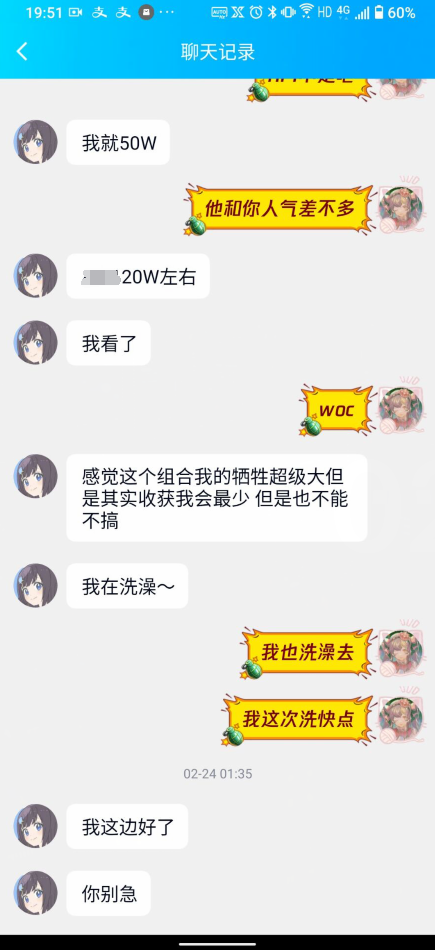 19:51 支 支 ··· AUTO HD 4G 60%
聊天记录
我就50W
他和你人气差不多
20W左右
我看了
woc
感觉这个组合我的牺牲超级大但
是其实收获我会最少 但是也不能
不搞
我在洗澡～
我也洗澡去
我这次洗快点
02-24 01:35
我这边好了
你别急